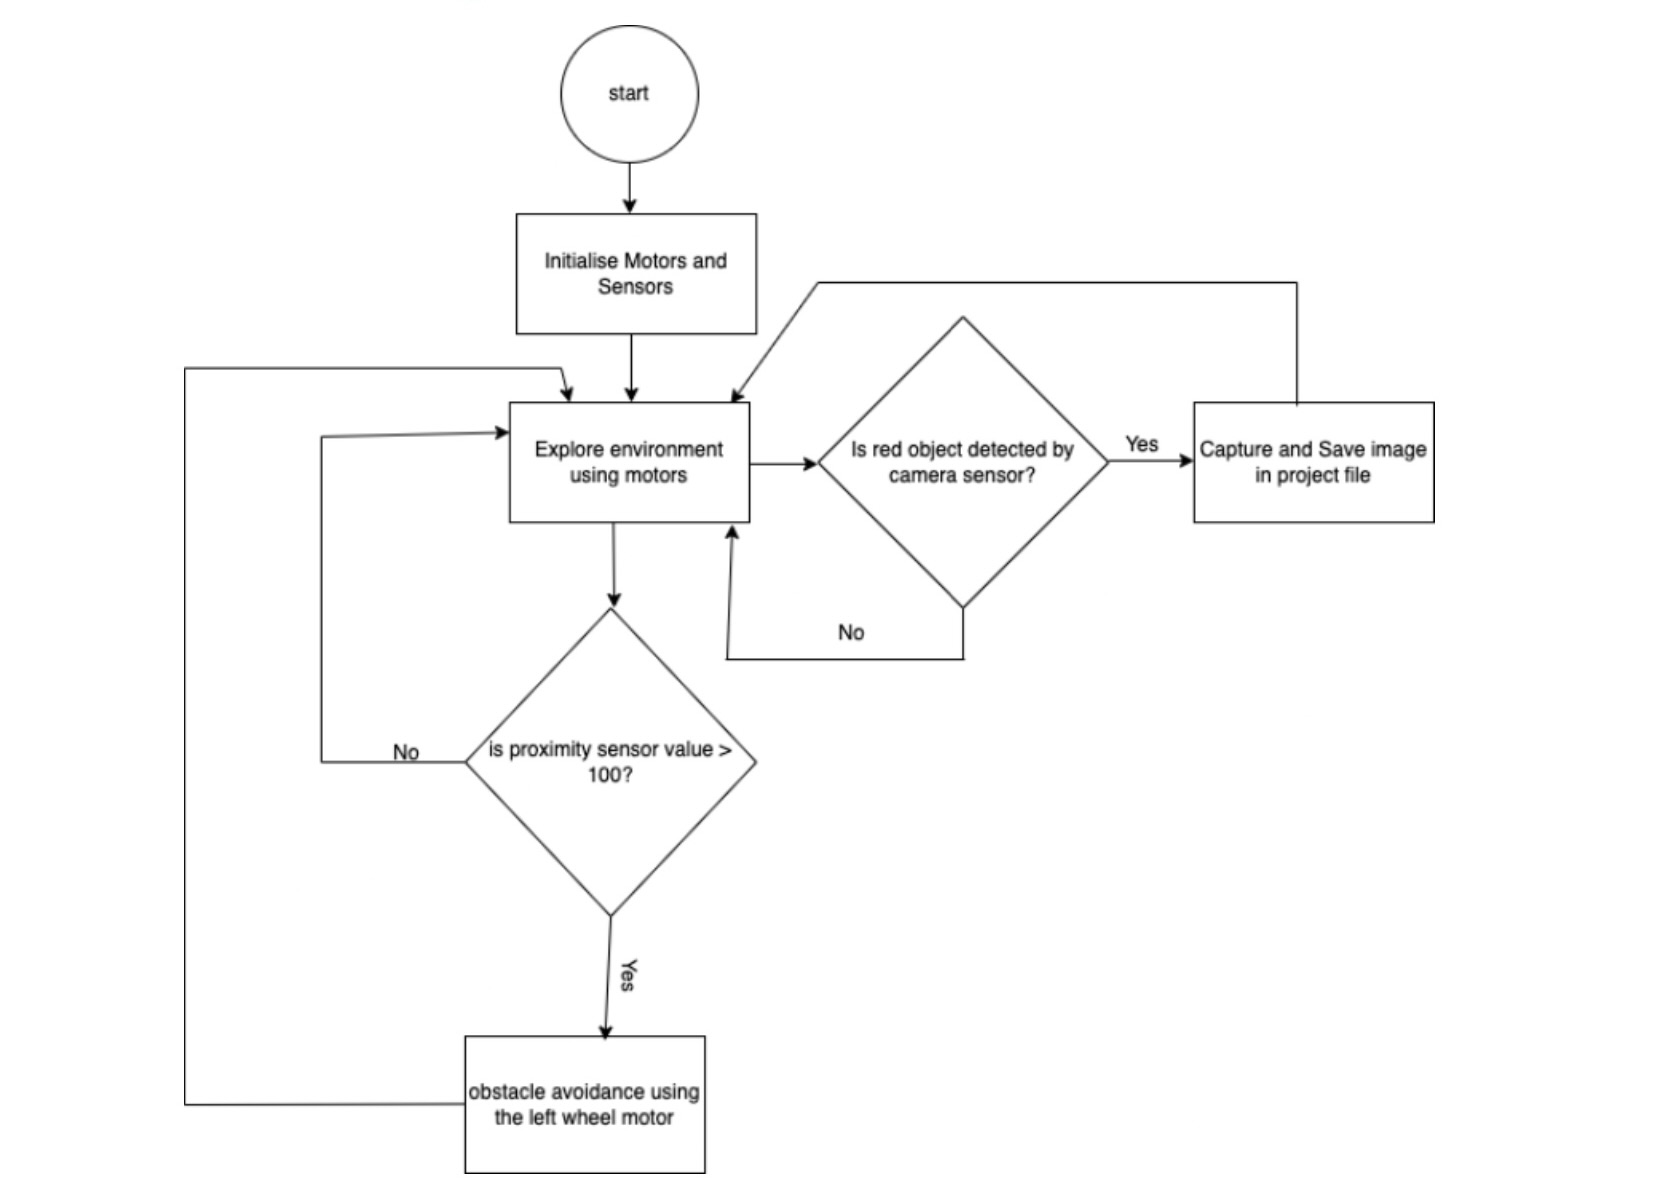 start
Initialise Motors and
Sensors
Explore environment
using motors
Is red object detected by
camera sensor?
Yes
Capture and Save image
in project file
No
No
is proximity sensor value >
100?
Yes
obstacle avoidance using
the left wheel motor